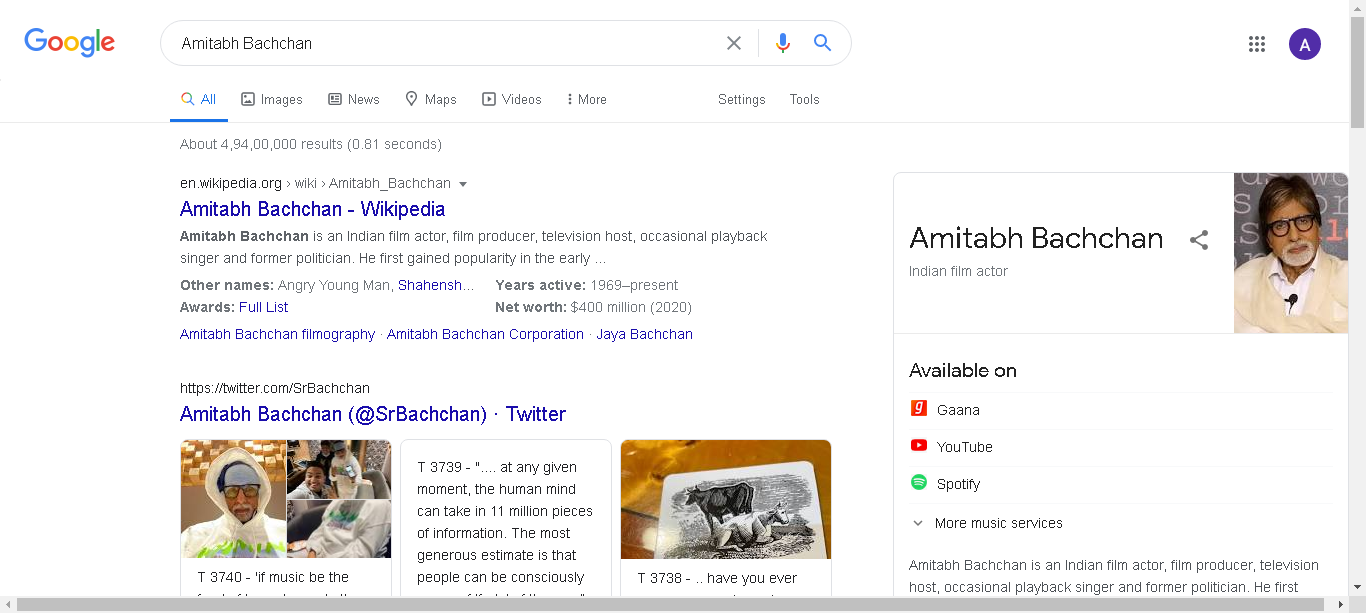 Google
Amitabh Bachchan
A
All
Images
News
Maps
Videos
More
Settings
Tools
About 4,94,00,000 results (0.81 seconds)
en.wikipedia.org › wiki › Amitabh_Bachchan
Amitabh Bachchan - Wikipedia
Amitabh Bachchan is an Indian film actor, film producer, television host, occasional playback
singer and former politician. He first gained popularity in the early ...
Other names: Angry Young Man, Shahensh... Years active: 1969–present
Awards: Full List Net worth: $400 million (2020)
Amitabh Bachchan filmography · Amitabh Bachchan Corporation · Jaya Bachchan
https://twitter.com/SrBachchan
Amitabh Bachchan (@SrBachchan) · Twitter
T 3740 - 'if music be the
T 3739 - ".... at any given
moment, the human mind
can take in 11 million pieces
of information. The most
generous estimate is that
people can be consciously
T 3738 - .. have you ever
Amitabh Bachchan
Indian film actor
Available on
Gaana
YouTube
Spotify
More music services
Amitabh Bachchan is an Indian film actor, film producer, television
host, occasional playback singer and former politician. He first